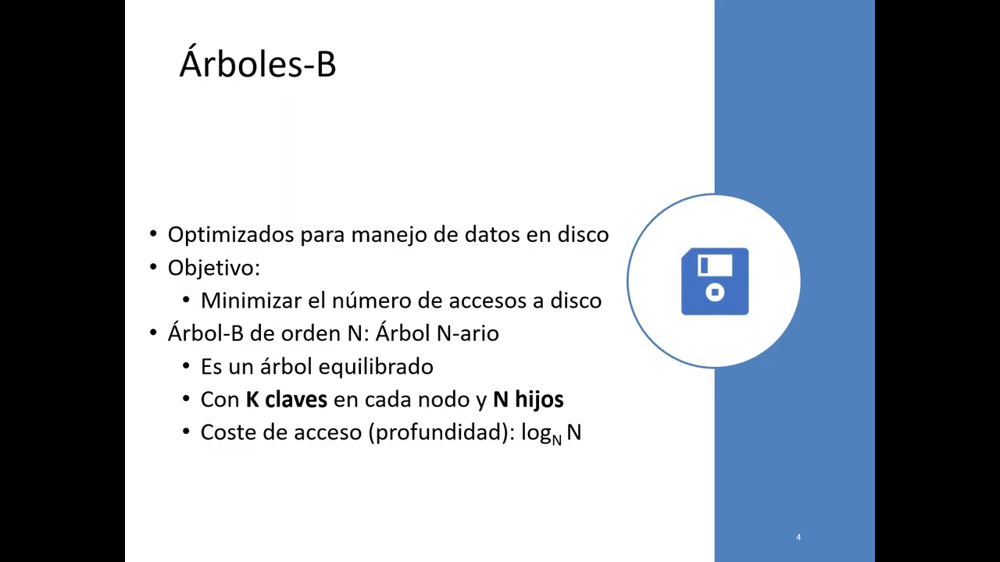 Árboles-B
• Optimizados para manejo de datos en disco
• Objetivo:
• Minimizar el número de accesos a disco
• Árbol-B de orden N: Árbol N-ario
• Es un árbol equilibrado
• Con K claves en cada nodo y N hijos
• Coste de acceso (profundidad): log_N N
4